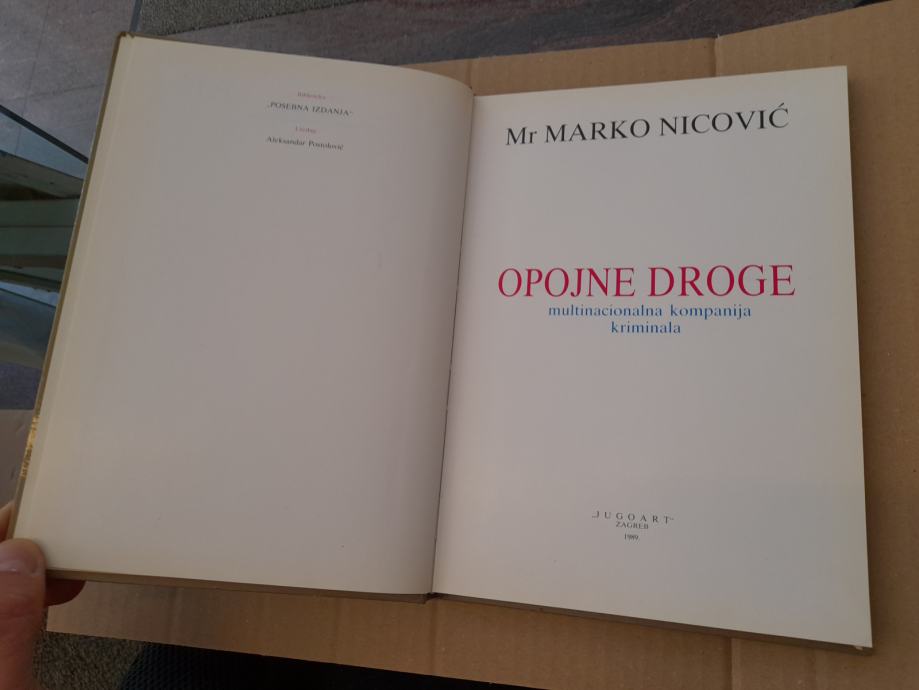 Biblioteka
„POSEBNA IZDANJA“
Urednik
Aleksandar Postolović
Mr MARKO NICOVIĆ
OPOJNE DROGE
multinacionalna kompanija
kriminala
„JUGOART“
ZAGREB
1989.